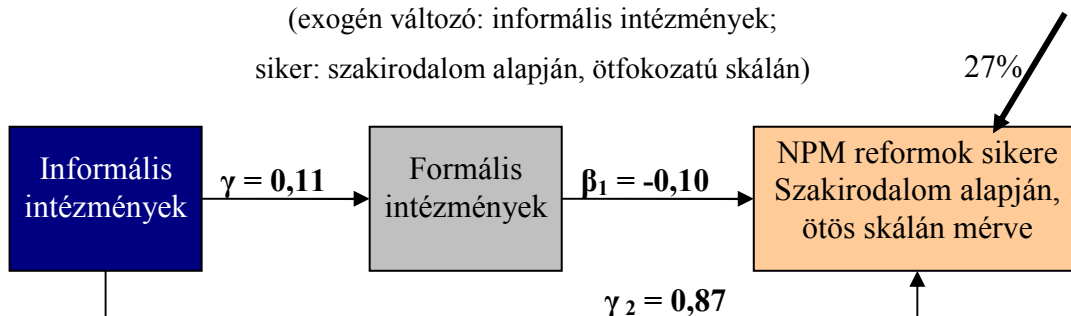 (exogén változó: informális intézmények;
siker: szakirodalom alapján, ötfokozatú skálán)
27%
Informális
intézmények
γ = 0,11
Formális
intézmények
β₁ = -0,10
NPM reformok sikere
Szakirodalom alapján,
ötös skálán mérve
γ ₂ = 0,87